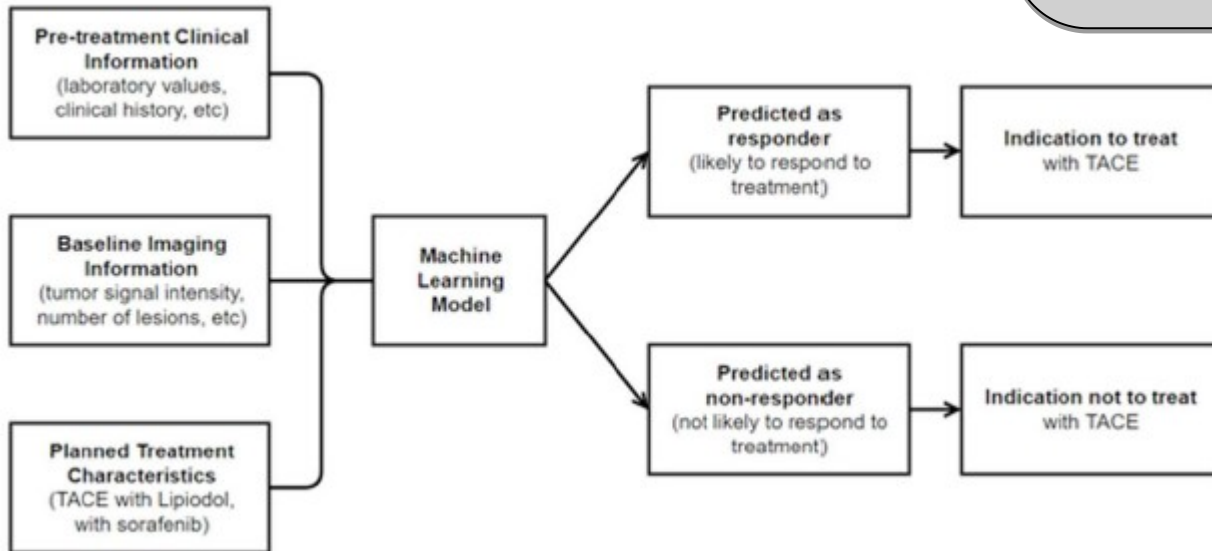 Pre-treatment Clinical
Information
(laboratory values,
clinical history, etc)
Baseline Imaging
Information
(tumor signal intensity,
number of lesions, etc)
Planned Treatment
Characteristics
(TACE with Lipiodol,
with sorafenib)
Machine
Learning
Model
Predicted as
responder
(likely to respond to
treatment)
Indication to treat
with TACE
Predicted as
non-responder
(not likely to respond to
treatment)
Indication not to treat
with TACE